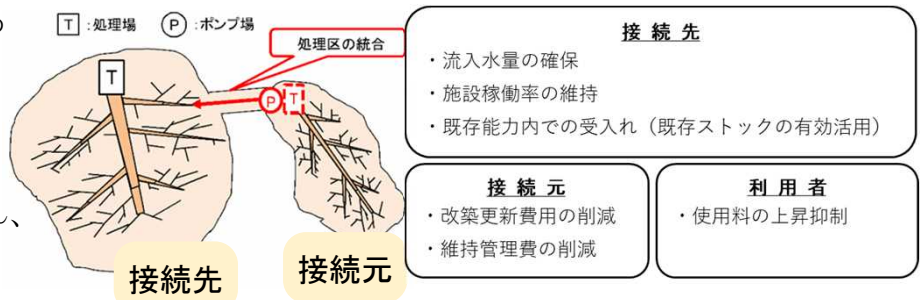 T :処理場 P :ポンプ場
処理区の統合
T
P T
接続先
接続元
接続先
・流入水量の確保
・施設稼働率の維持
・既存能力内での受入れ（既存ストックの有効活用）
接続元
・改築更新費用の削減
・維持管理費の削減
利用者
・使用料の上昇抑制